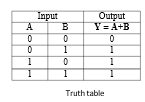 Input Output
A B Y = A+B
0 0 0
0 1 1
1 0 1
1 1 1
Truth table